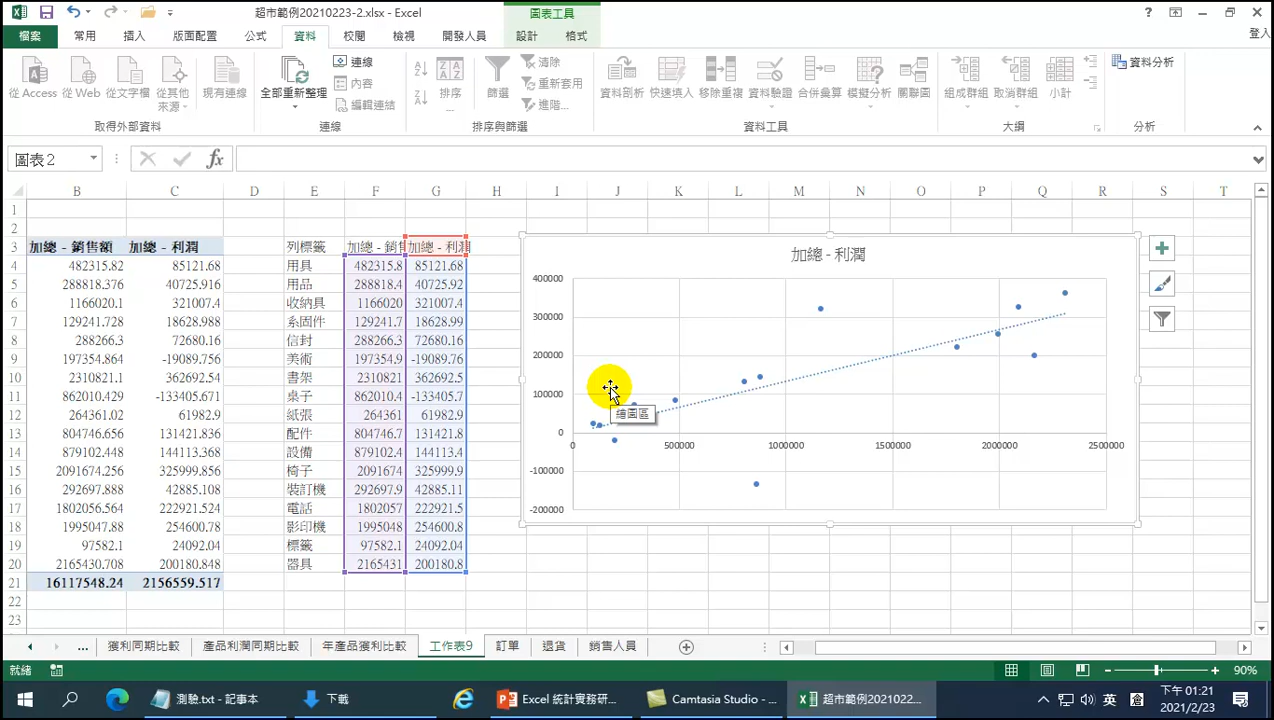 超市範例20210223-2.xlsx - Excel
圖表工具
?
登入
檔案 常用 插入 版面配置 公式 資料 校閱 檢視 開發人員 設計 格式
從 Access 從 Web 從文字檔 從其他來源 現有連線 全部重新整理 連線 內容 編輯連結 排序... 篩選 清除 重新套用 進階... 資料剖析 快速填入 移除重複 資料驗證 合併彙算 模擬分析 關聯圖 組成群組 取消群組 小計 資料分析
取得外部資料 連線 排序與篩選 資料工具 大綱 分析
圖表 2 fx
B C D E F G H I J K L M N O P Q R S T
1
2
3 加總 - 銷售額 加總 - 利潤 列標籤 加總 - 銷售 加總 - 利潤
4 482315.82 85121.68 用具 482315.8 85121.68
5 288818.376 40725.916 用品 288818.4 40725.92
6 1166020.1 321007.4 收納具 1166020 321007.4
7 129241.728 18628.988 系固件 129241.7 18628.99
8 288266.3 72680.16 信封 288266.3 72680.16
9 197354.864 -19089.756 美術 197354.9 -19089.76
10 2310821.1 362692.54 書架 2310821 362692.5
11 862010.429 -133405.671 桌子 862010.4 -133405.7
12 264361.02 61982.9 紙張 264361 61982.9
13 804746.656 131421.836 配件 804746.7 131421.8
14 879102.448 144113.368 設備 879102.4 144113.4
15 2091674.256 325999.856 椅子 2091674 325999.9
16 292697.888 42885.108 裝訂機 292697.9 42885.11
17 1802056.564 222921.524 電話 1802057 222921.5
18 1995047.88 254600.78 影印機 1995048 254600.8
19 97582.1 24092.04 標籤 97582.1 24092.04
20 2165430.708 200180.848 器具 2165431 200180.8
21 16117548.24 2156559.517
22
23
加總 - 利潤
400000
300000
200000
100000
0
-100000
-200000
0 500000 1000000 1500000 2000000 2500000
繪圖區
... 獲利同期比較 產品利潤同期比較 年產品獲利比較 工作表9 訂單 退貨 銷售人員
就緒 90%
測驗.txt - 記事本 下載 Excel 統計實務研... Camtasia Studio - ... 超市範例2021022... 英 下午 01:21
2021/2/23